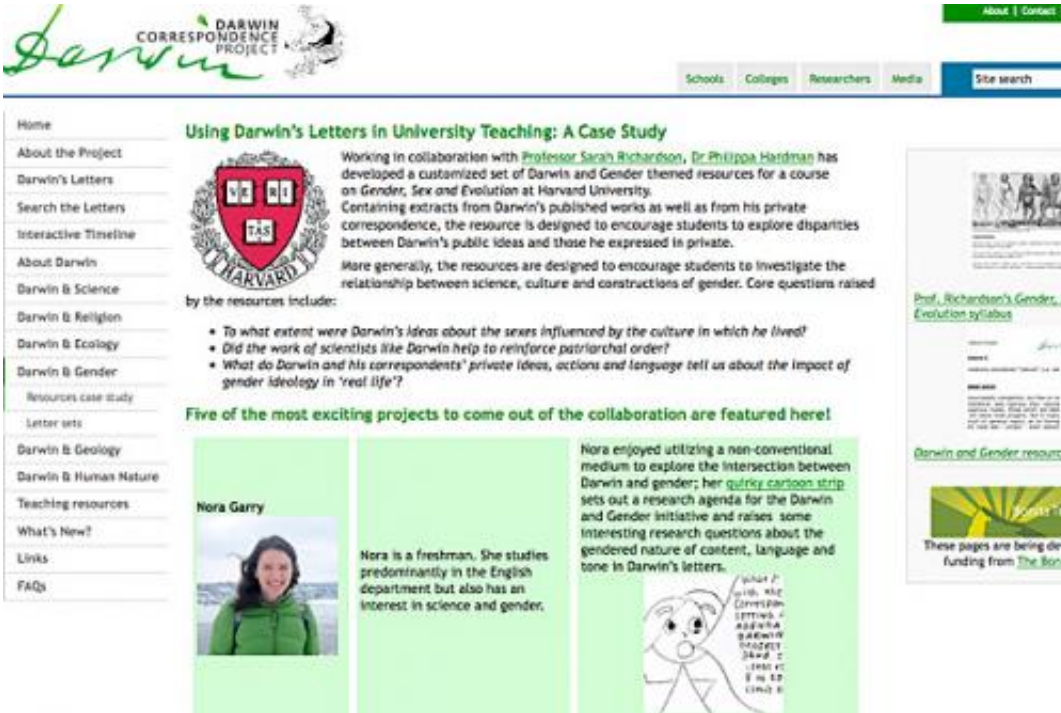 Darwin
DARWIN
CORRESPONDENCE
PROJECT
About | Contact
Schools
Colleges
Researchers
Media
Site search
Home
About the Project
Darwin's Letters
Search the Letters
Interactive Timeline
About Darwin
Darwin & Science
Darwin & Religion
Darwin & Ecology
Darwin & Gender
Resources case study
Letter sets
Darwin & Geology
Darwin & Human Nature
Teaching resources
What's New?
Links
FAQs
Using Darwin's Letters in University Teaching: A Case Study
VE RI
TAS
HARVARD
Working in collaboration with Professor Sarah Richardson, Dr Philippa Hardman has
developed a customized set of Darwin and Gender themed resources for a course
on Gender, Sex and Evolution at Harvard University.
Containing extracts from Darwin's published works as well as from his private
correspondence, the resource is designed to encourage students to explore disparities
between Darwin's public ideas and those he expressed in private.
More generally, the resources are designed to encourage students to investigate the
relationship between science, culture and constructions of gender. Core questions raised
by the resources include:
• To what extent were Darwin's ideas about the sexes influenced by the culture in which he lived?
• Did the work of scientists like Darwin help to reinforce patriarchal order?
• What do Darwin and his correspondents' private ideas, actions and language tell us about the impact of
gender ideology in 'real life'?
Five of the most exciting projects to come out of the collaboration are featured here!
Nora Garry
Nora is a freshman. She studies
predominantly in the English
department but also has an
interest in science and gender.
Nora enjoyed utilizing a non-conventional
medium to explore the intersection between
Darwin and gender; her quirky cartoon strip
sets out a research agenda for the Darwin
and Gender initiative and raises some
interesting research questions about the
gendered nature of content, language and
tone in Darwin's letters.
Prof. Richardson's Gender,
Evolution syllabus
Darwin and Gender resourc
These pages are being de
funding from The Bon